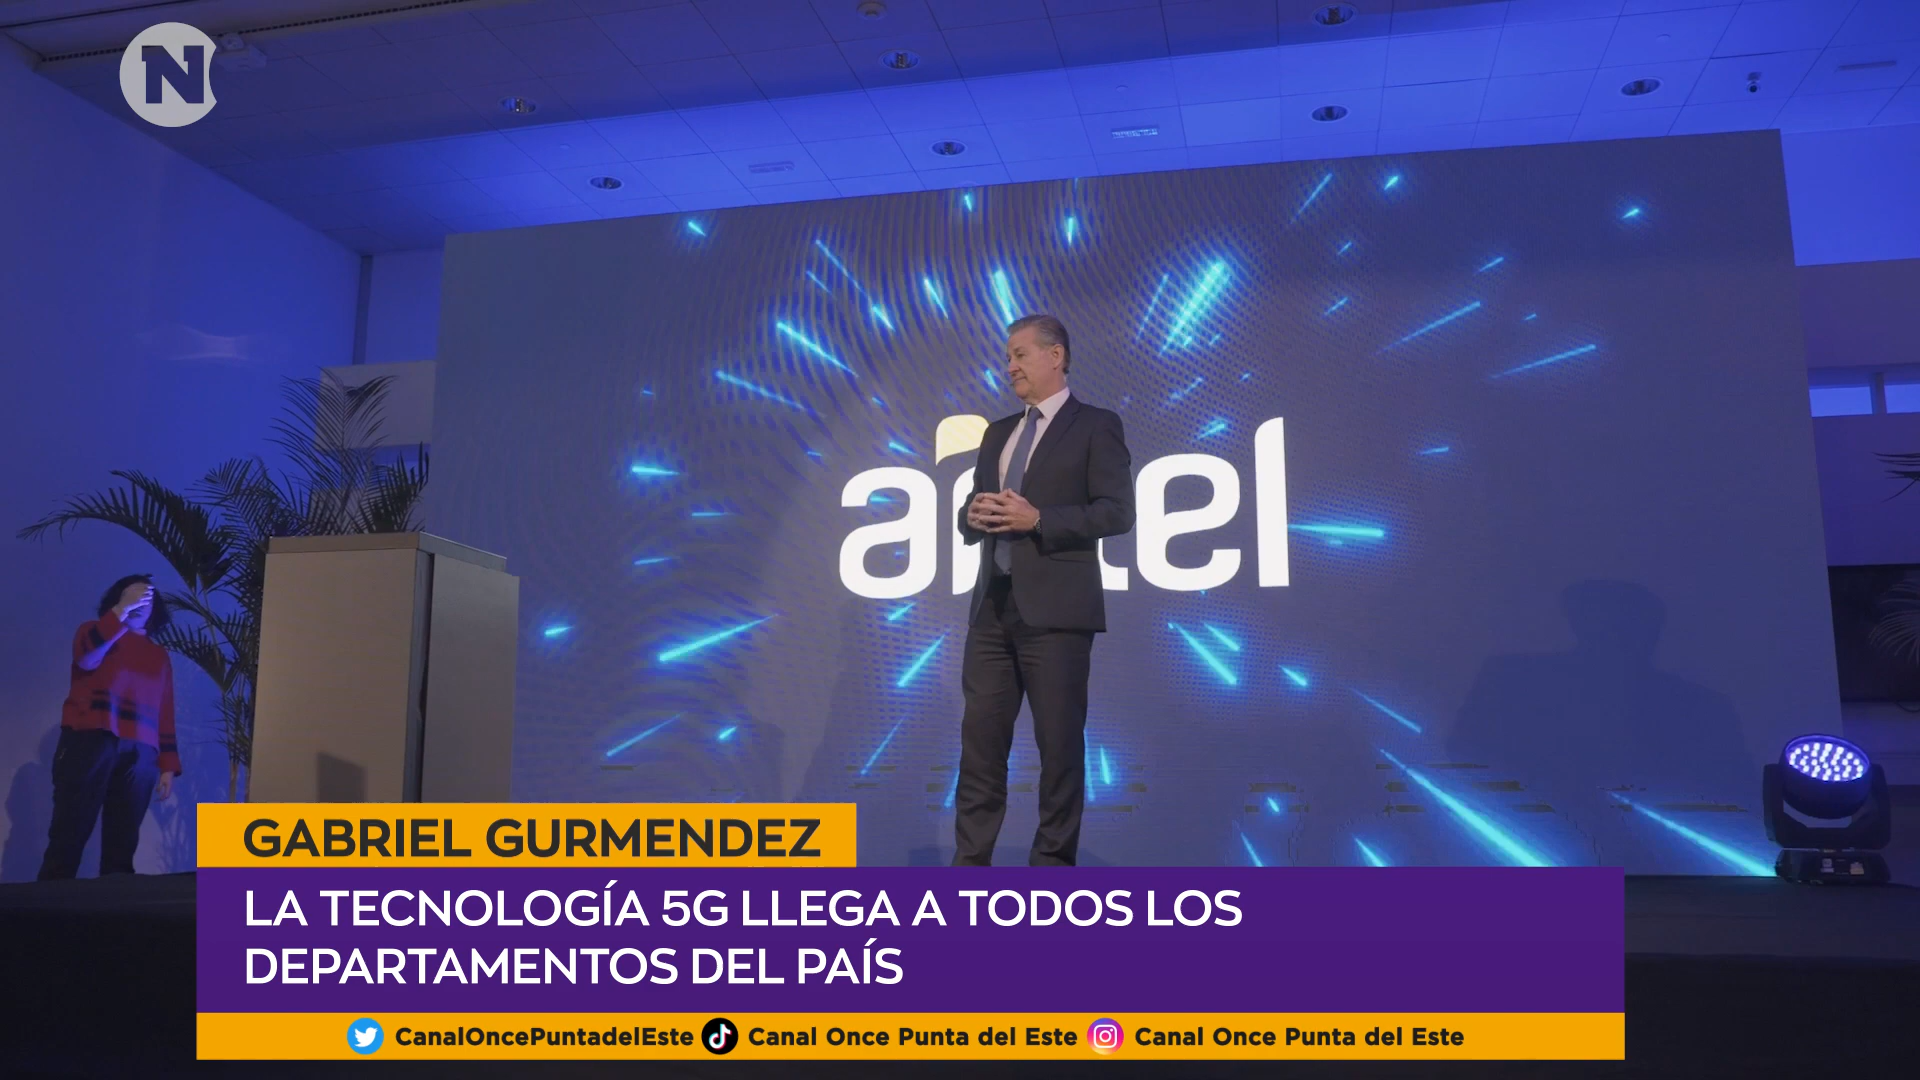 N
antel
GABRIEL GURMENDEZ
LA TECNOLOGÍA 5G LLEGA A TODOS LOS
DEPARTAMENTOS DEL PAÍS
CanalOncePuntadelEste Canal Once Punta del Este Canal Once Punta del Este